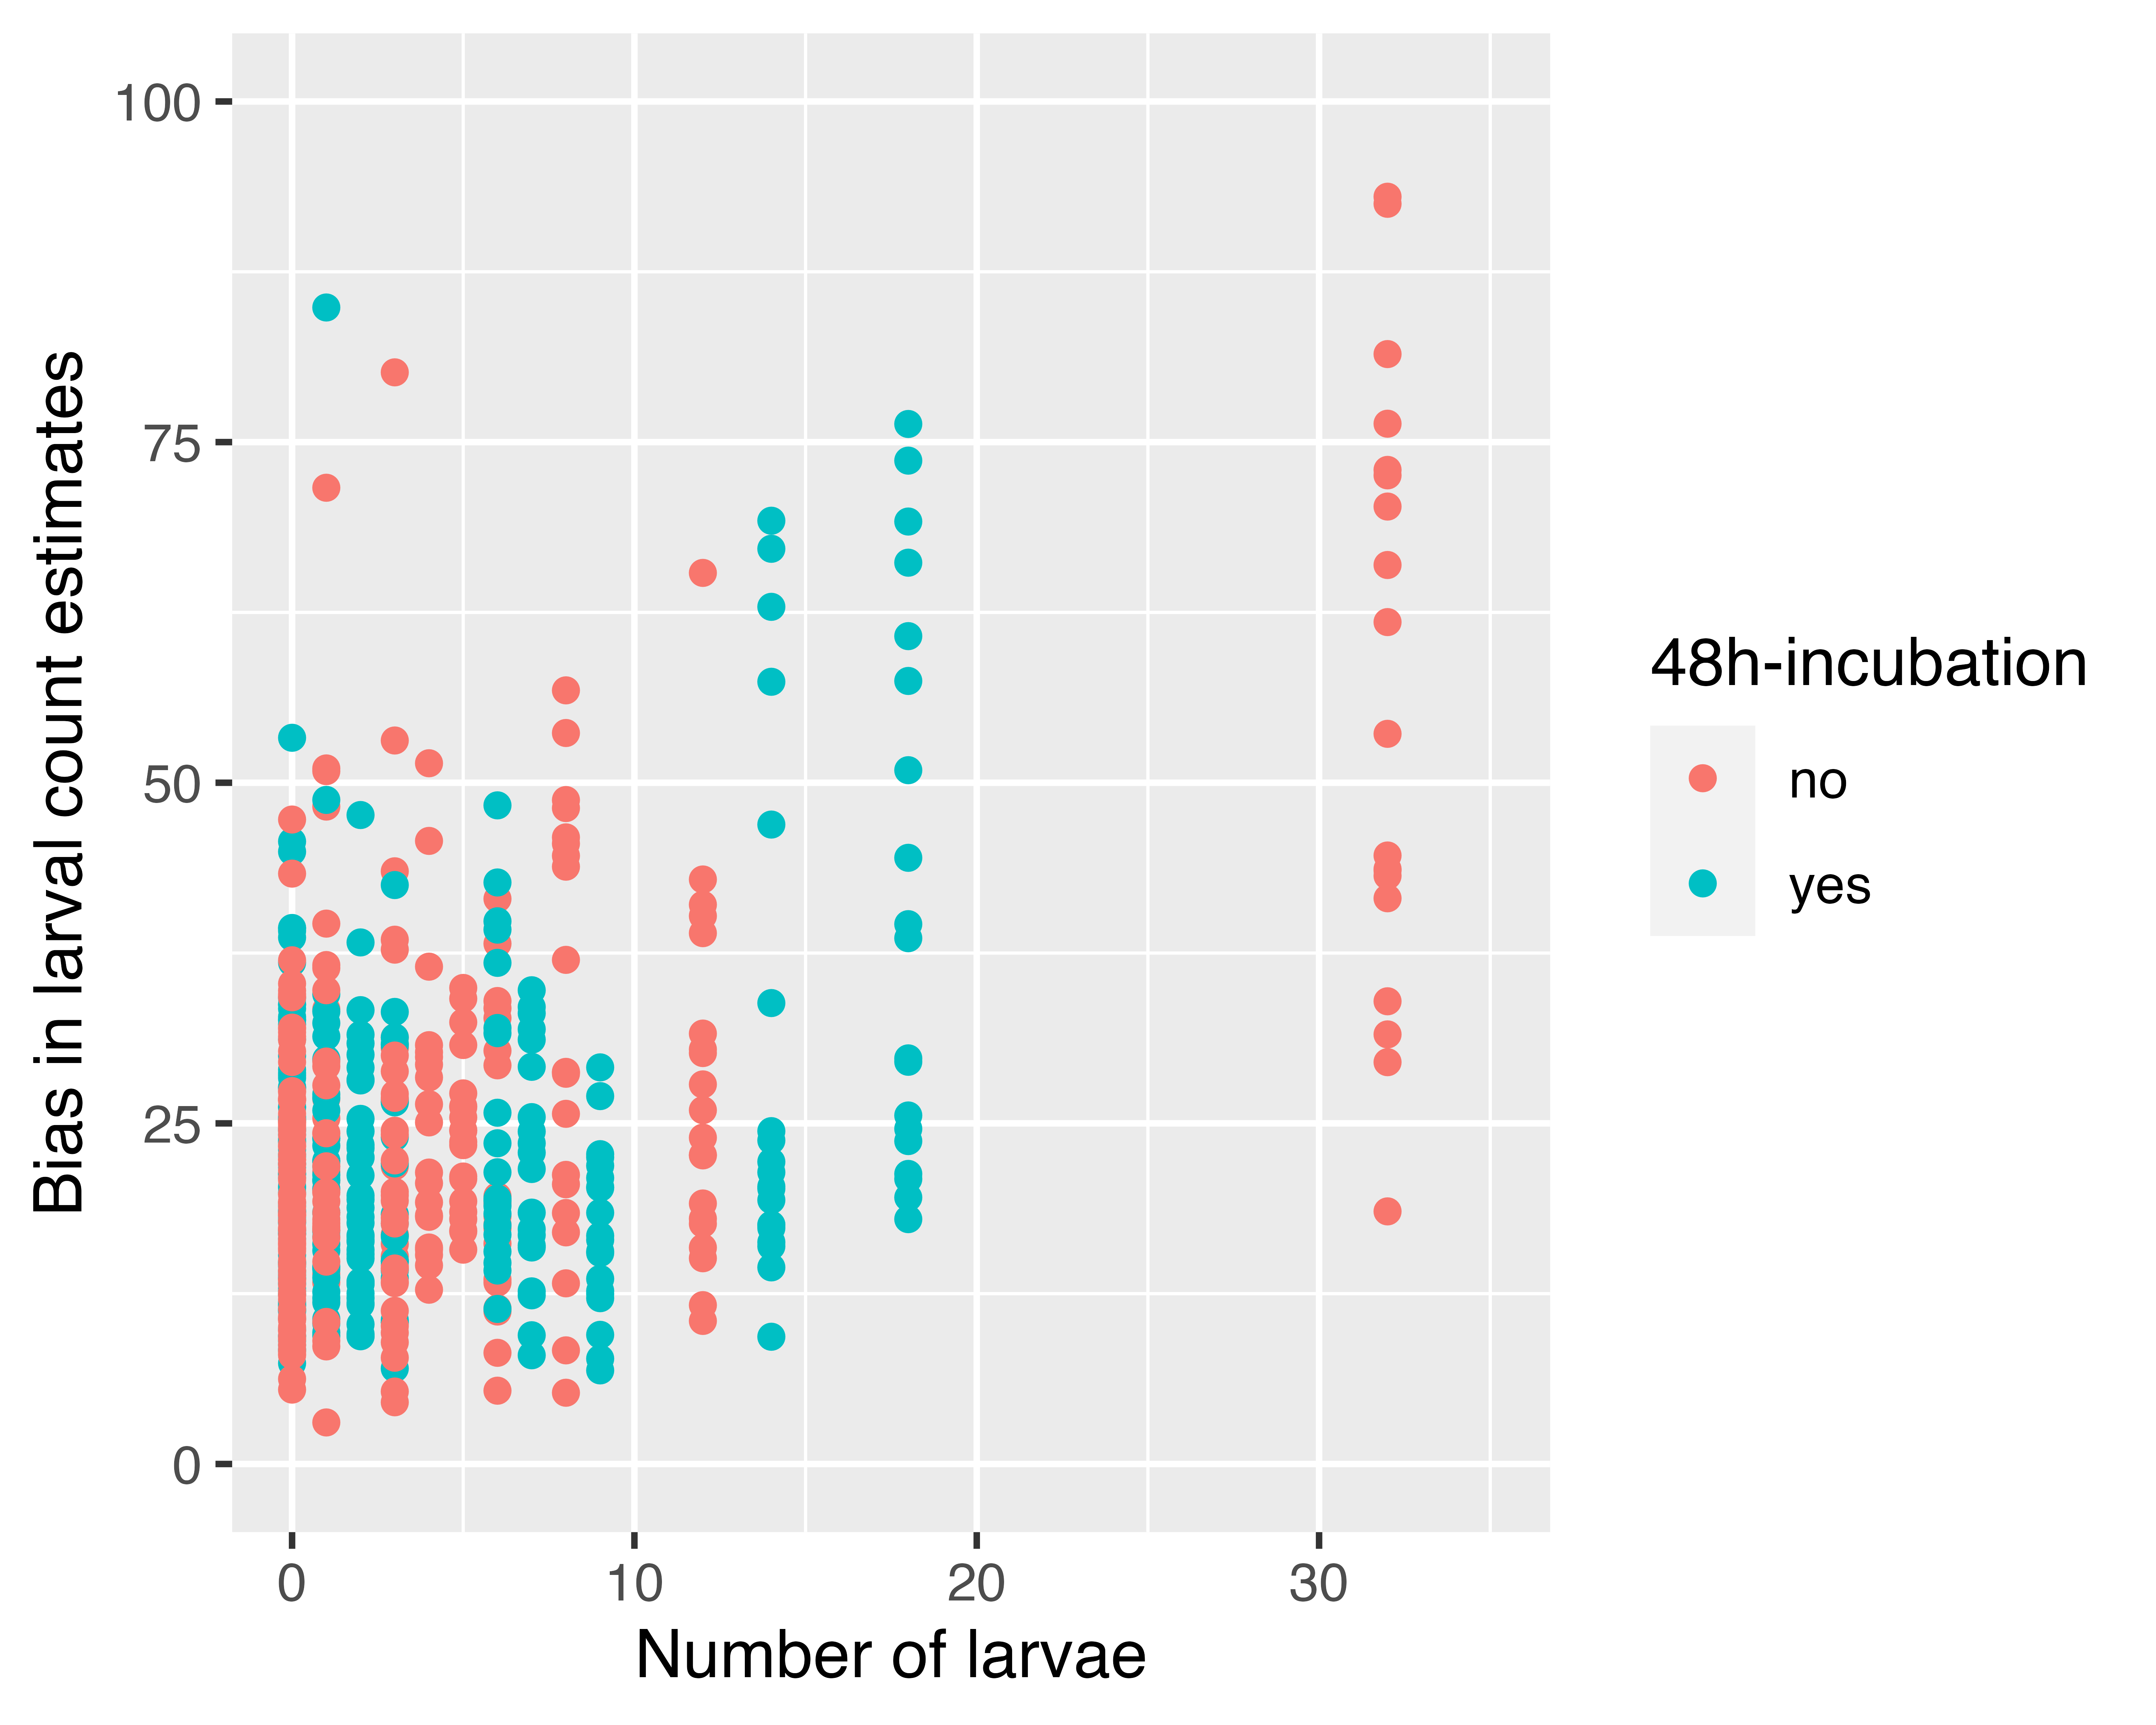 Bias in larval count estimates
100
75
50
25
0
0 10 20 30
Number of larvae
48h-incubation
no
yes